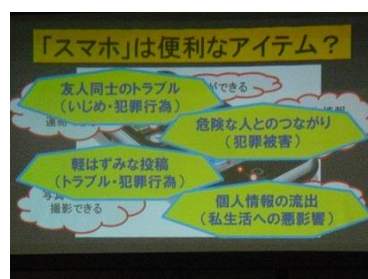 「スマホ」は便利なアイテム？
友人同士のトラブル
（いじめ・犯罪行為）
ができる
危険な人とのつながり
（犯罪被害）
軽はずみな投稿
（トラブル・犯罪行為）
撮影できる
個人情報の流出
（私生活への悪影響）